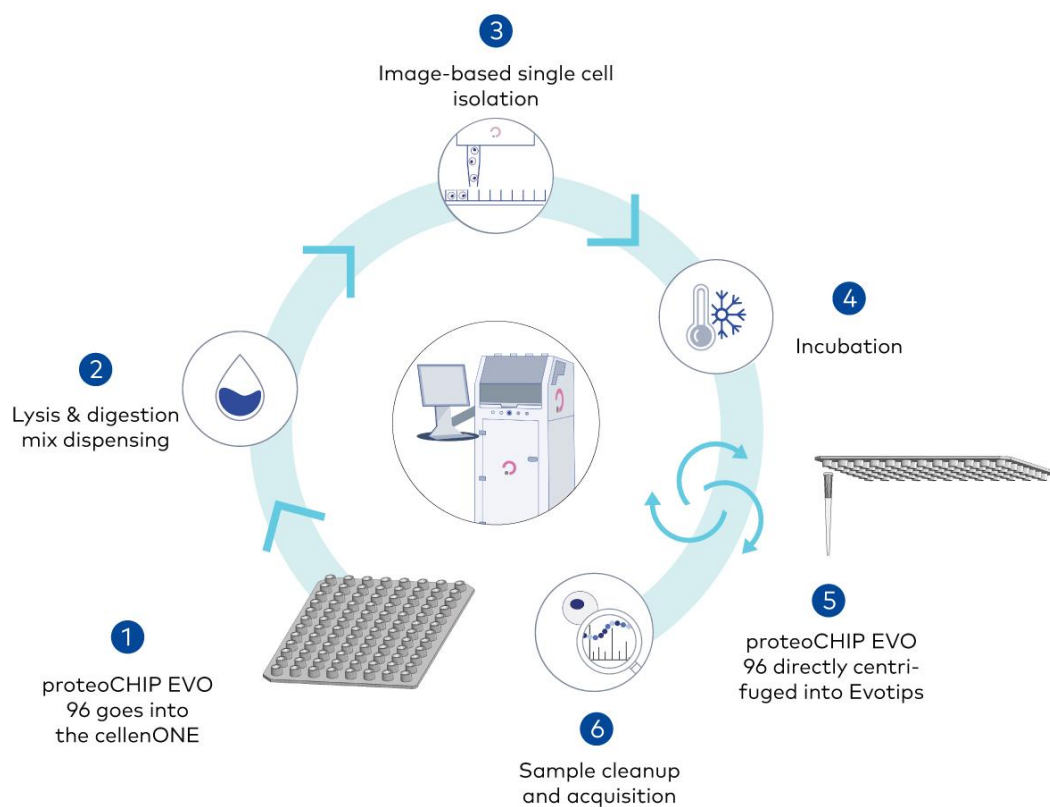 1
proteoCHIP EVO
96 goes into
the cellenONE
2
Lysis & digestion
mix dispensing
3
Image-based single cell
isolation
4
Incubation
5
proteoCHIP EVO
96 directly centri-
fuged into Evotips
6
Sample cleanup
and acquisition